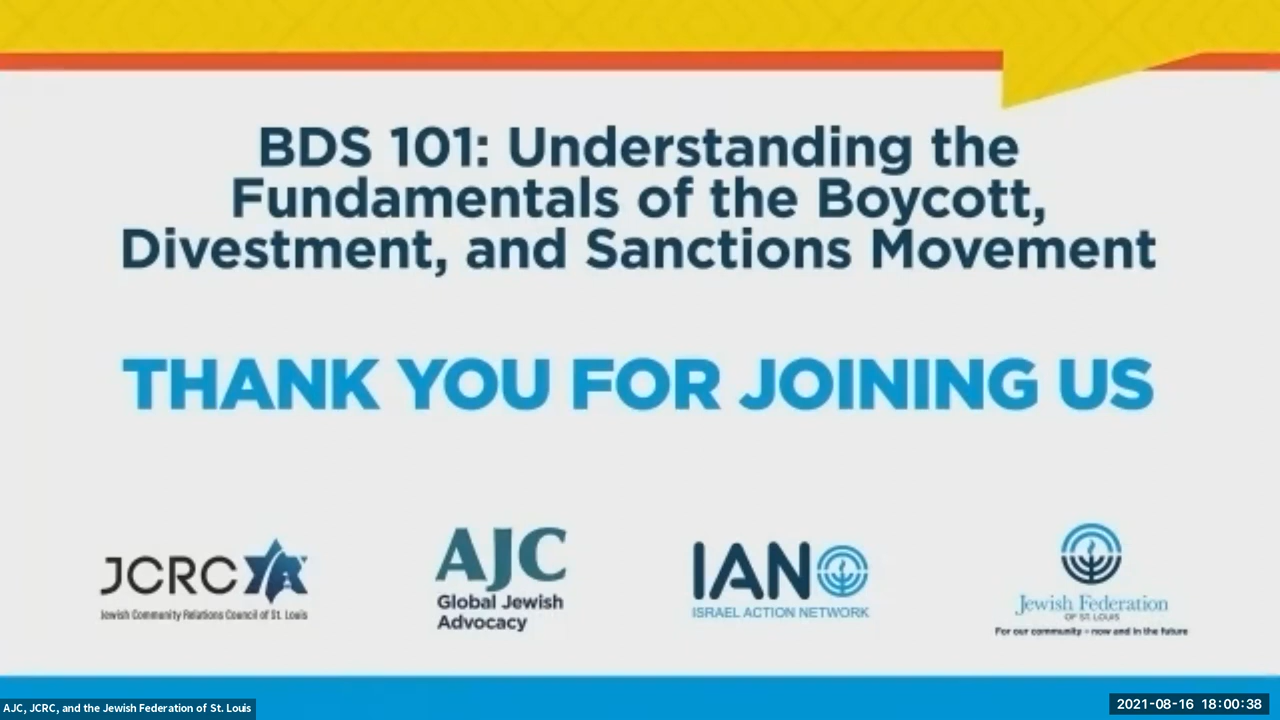 BDS 101: Understanding the
Fundamentals of the Boycott,
Divestment, and Sanctions Movement
THANK YOU FOR JOINING US
JCRC
Jewish Community Relations Council of St. Louis
AJC
Global Jewish
Advocacy
IAN
ISRAEL ACTION NETWORK
Jewish Federation
OF ST. LOUIS
For our community – now and in the future
AJC, JCRC, and the Jewish Federation of St. Louis
2021-08-16 18:00:38